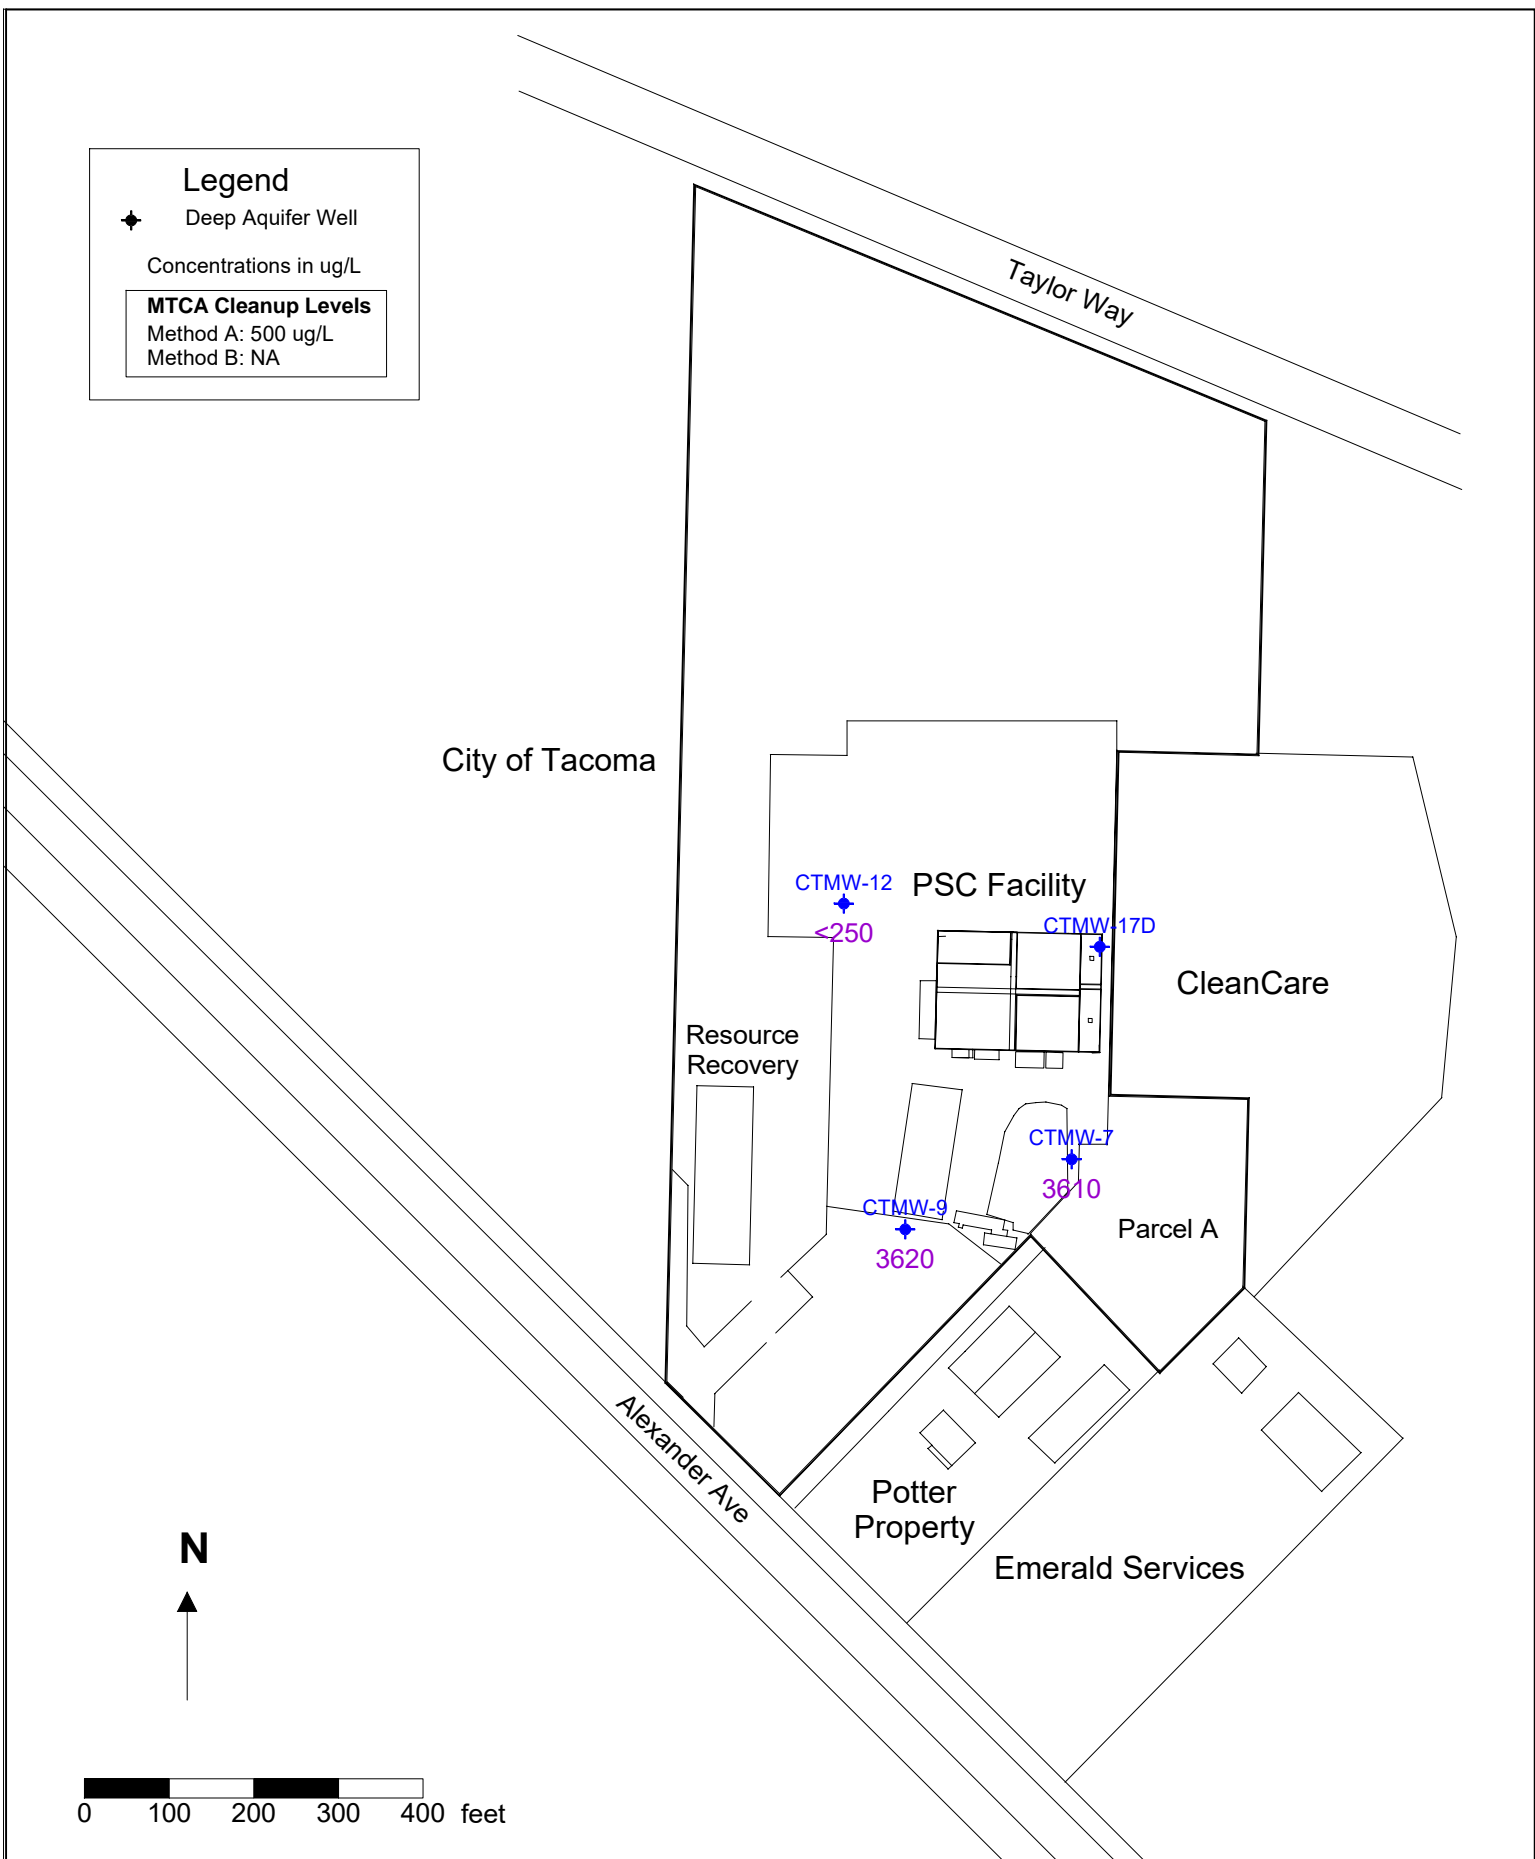 Legend
Deep Aquifer Well
Concentrations in ug/L
MTCA Cleanup Levels
Method A: 500 ug/L
Method B: NA
Taylor Way
City of Tacoma
CTMW-12
<250
PSC Facility
CTMW-17D
CleanCare
Resource
Recovery
CTMW-7
3610
CTMW-9
3620
Parcel A
Alexander Ave
Potter
Property
Emerald Services
N
0 100 200 300 400 feet